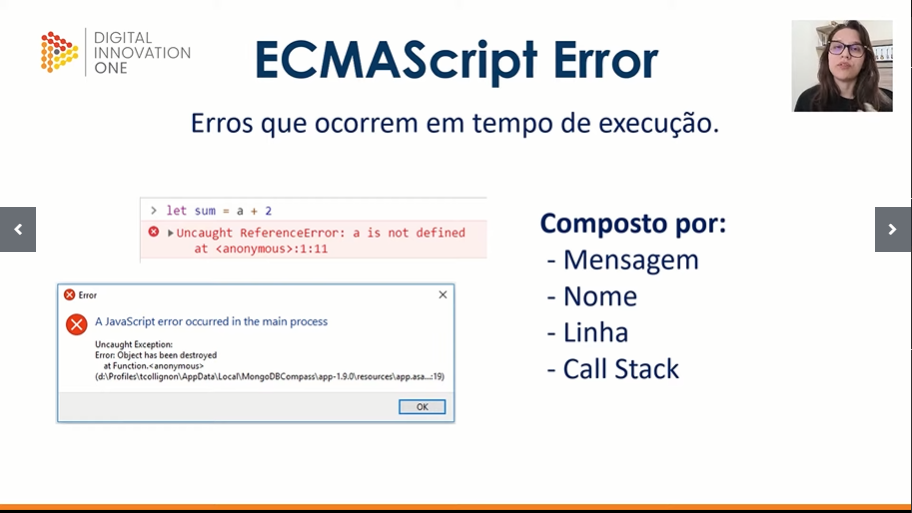 DIGITAL
INNOVATION
ONE
ECMAScript Error
Erros que ocorrem em tempo de execução.
> let sum = a + 2
Uncaught ReferenceError: a is not defined
at <anonymous>:1:11
Error
A JavaScript error occurred in the main process
Uncaught Exception:
Error: Object has been destroyed
at Function.<anonymous>
(d:\Profiles\tcollignon\AppData\Local\MongoDBCompass\app-1.9.0\resources\app.asa...:19)
OK
Composto por:
- Mensagem
- Nome
- Linha
- Call Stack